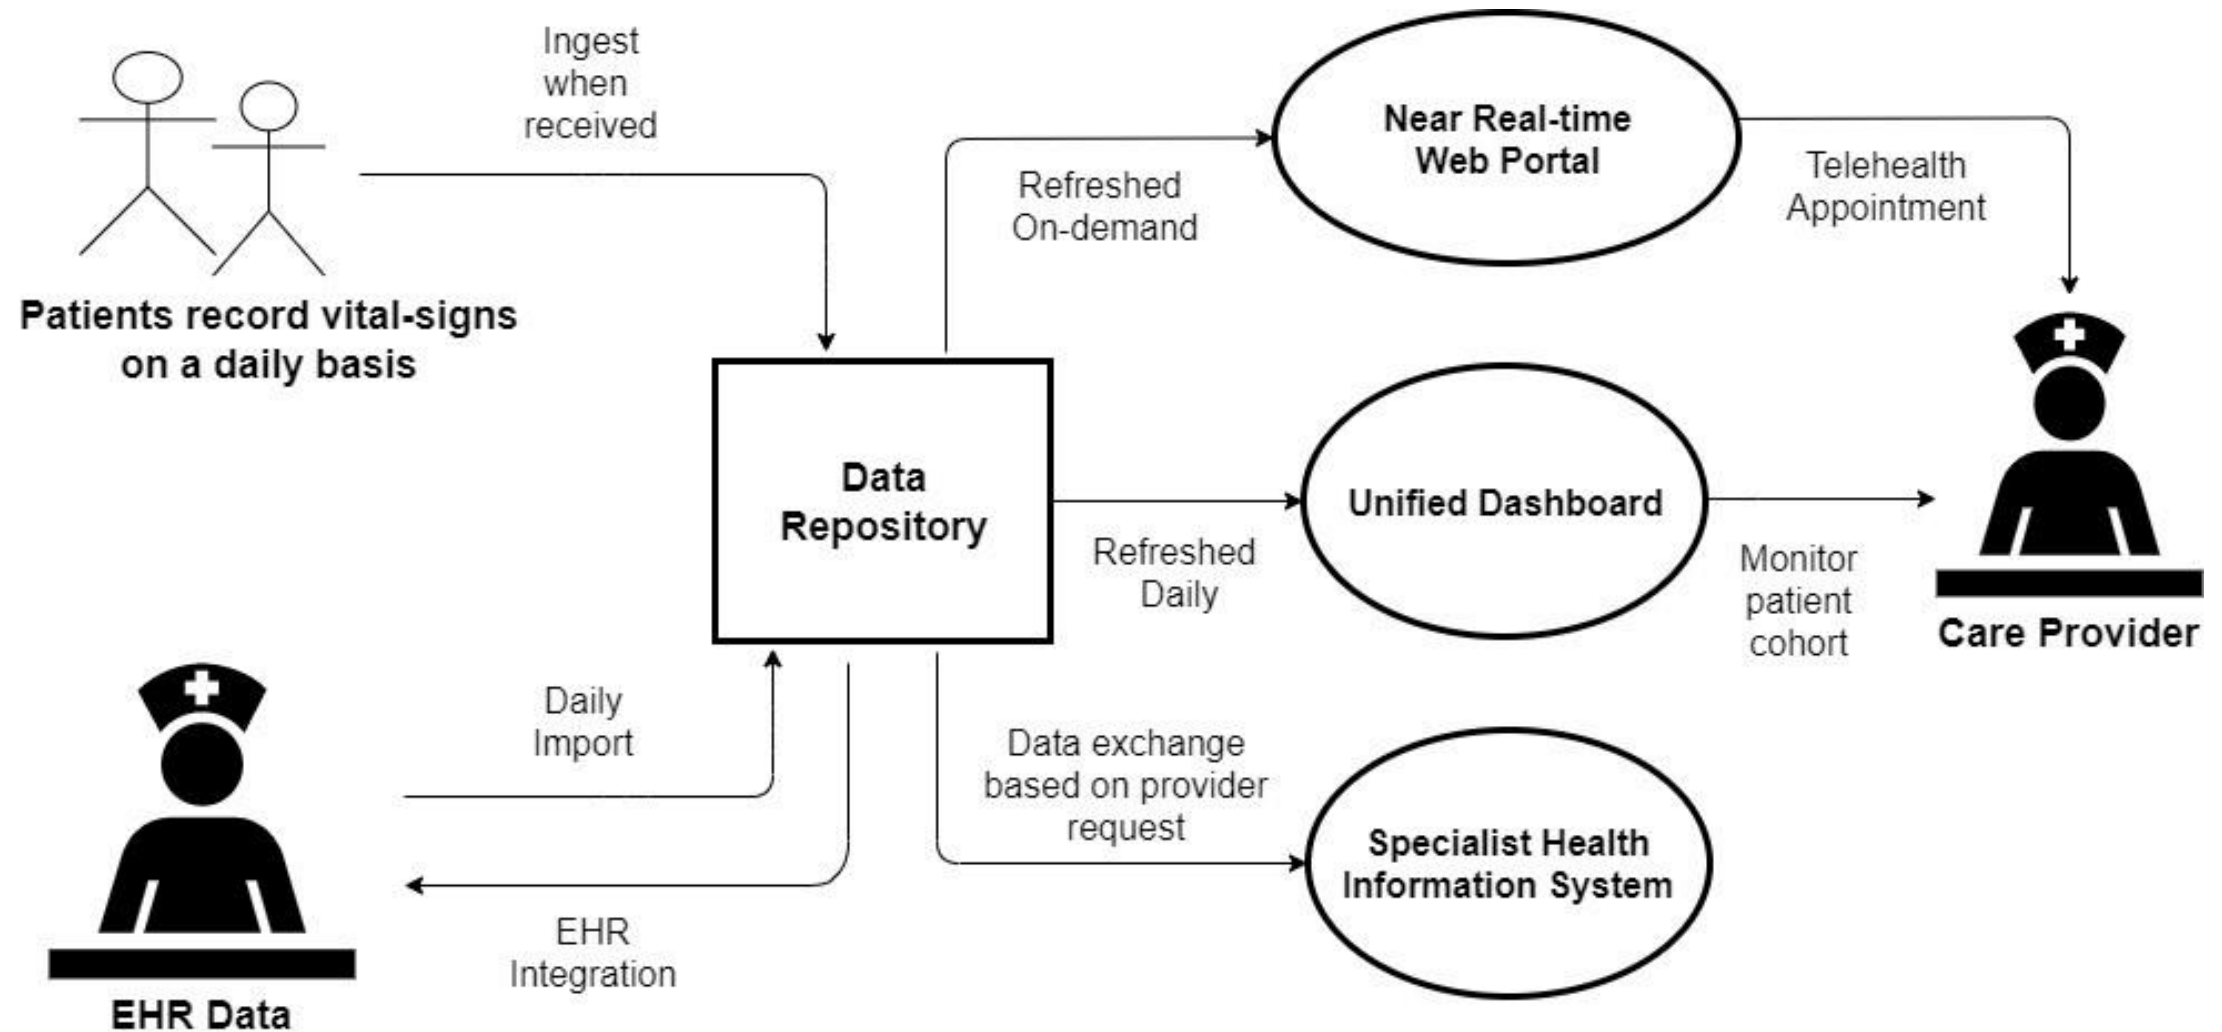 Ingest
when
received
Patients record vital-signs
on a daily basis
Refreshed
On-demand
Near Real-time
Web Portal
Telehealth
Appointment
Data
Repository
Refreshed
Daily
Unified Dashboard
Monitor
patient
cohort
Care Provider
Daily
Import
EHR
Integration
EHR Data
Data exchange
based on provider
request
Specialist Health
Information System